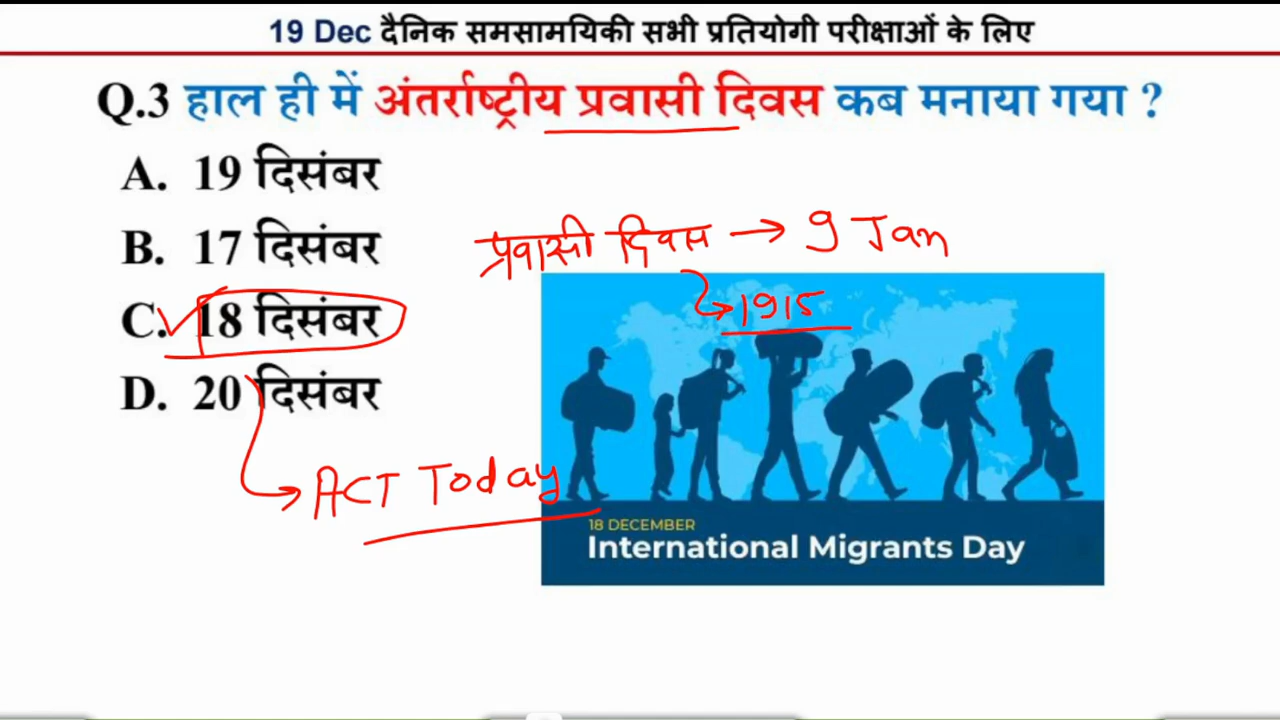 19 Dec दैनिक समसामयिकी सभी प्रतियोगी परीक्षाओं के लिए
Q.3 हाल ही में अंतर्राष्ट्रीय प्रवासी दिवस कब मनाया गया ?
A. 19 दिसंबर
B. 17 दिसंबर
C. 18 दिसंबर
D. 20 दिसंबर
प्रवासी दिवस → 9 Jan
1915
ACT Today
18 DECEMBER
International Migrants Day